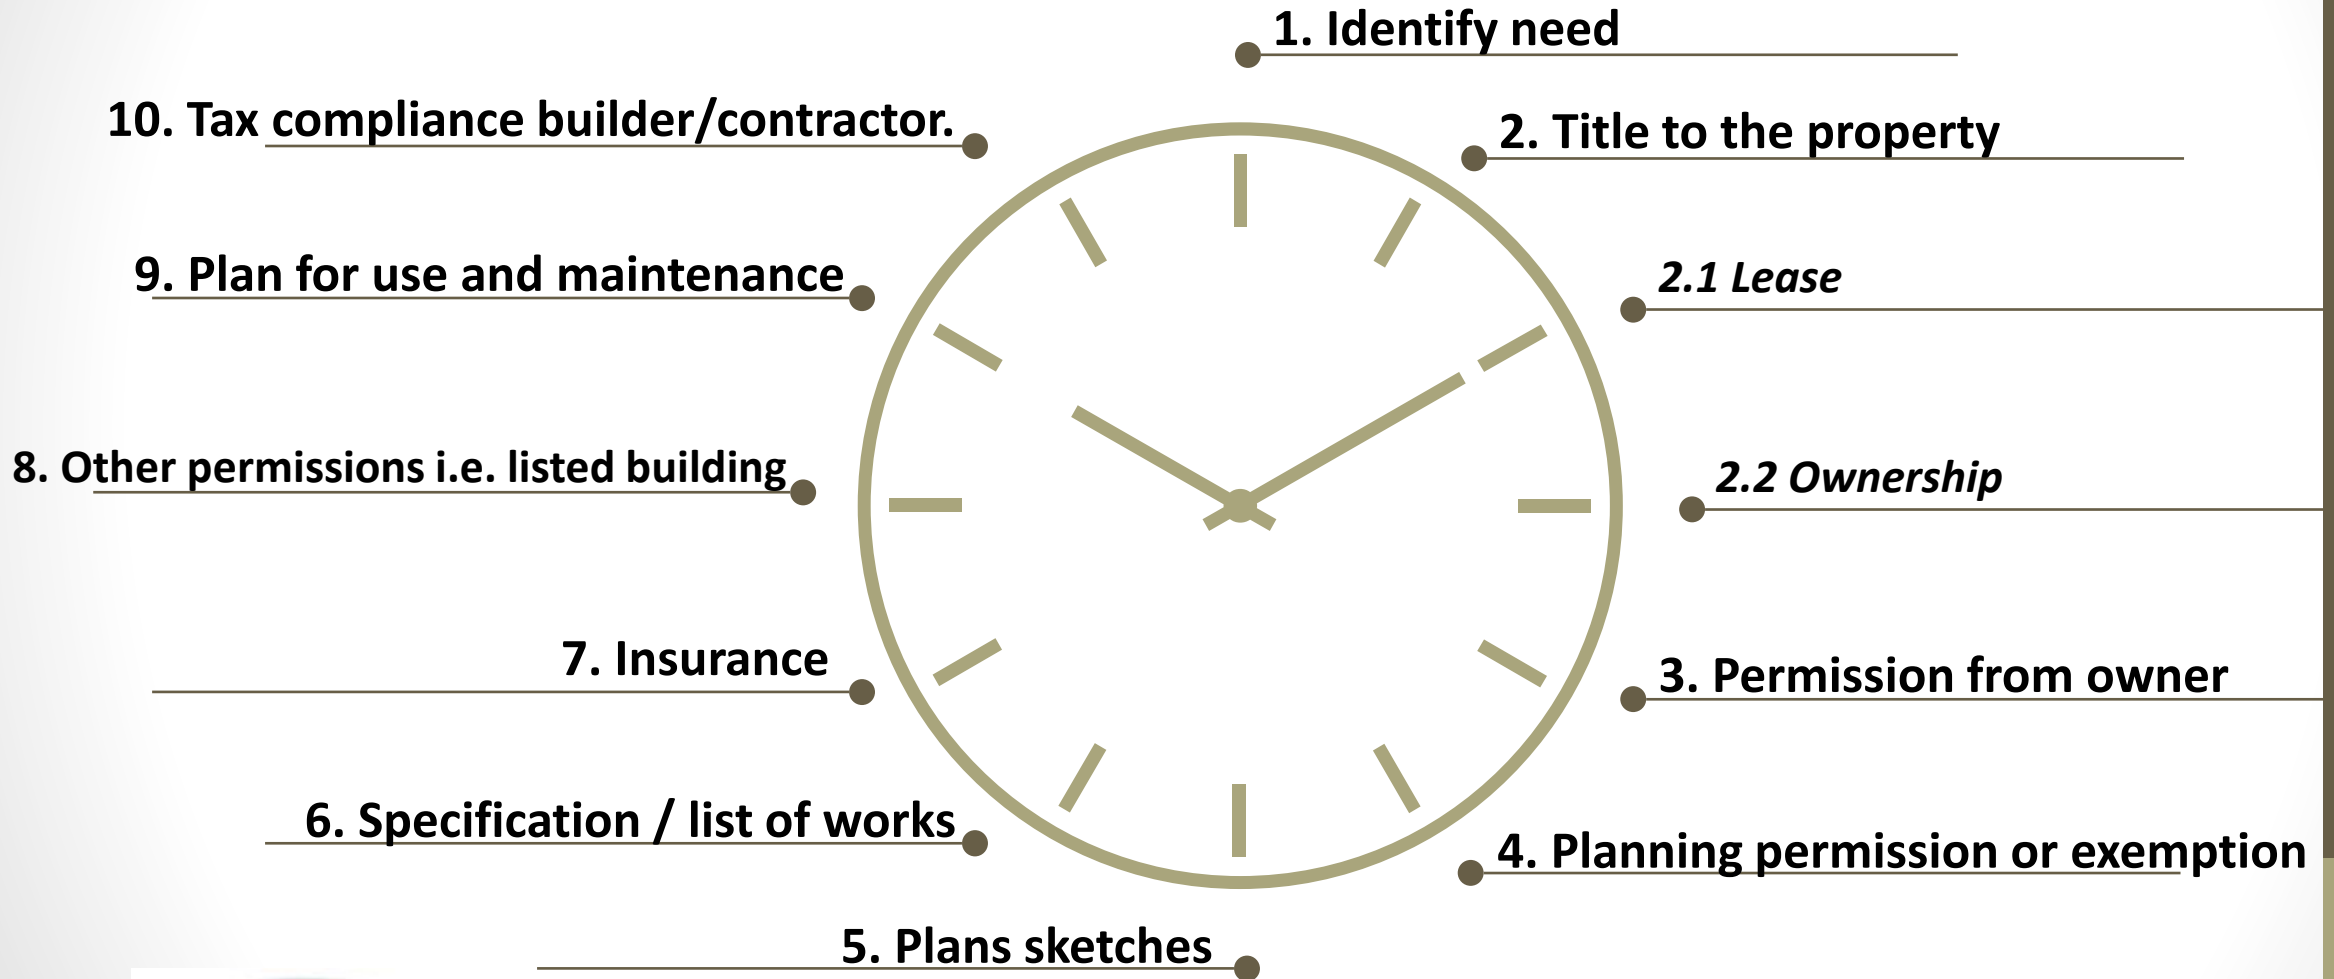 1. Identify need
2. Title to the property
2.1 Lease
2.2 Ownership
3. Permission from owner
4. Planning permission or exemption
5. Plans sketches
6. Specification / list of works
7. Insurance
8. Other permissions i.e. listed building
9. Plan for use and maintenance
10. Tax compliance builder/contractor.